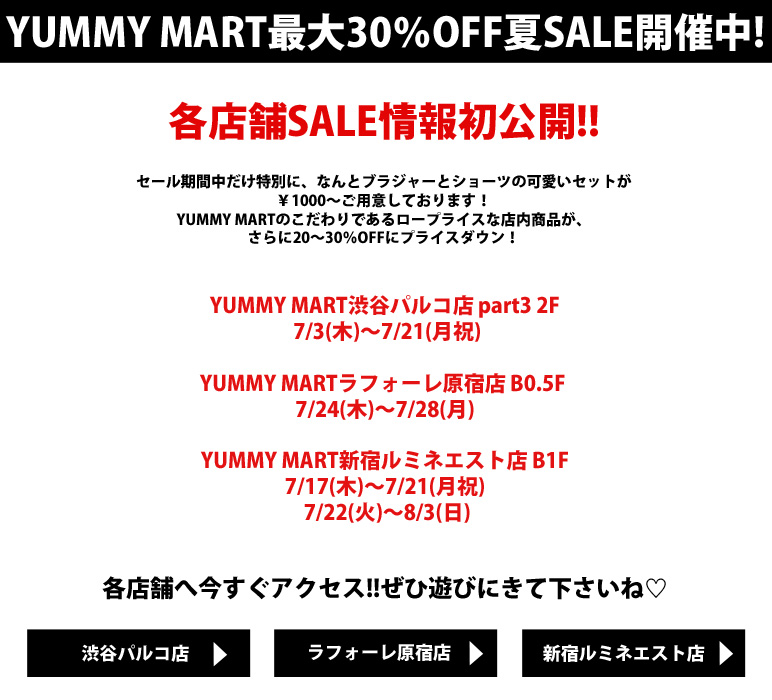 YUMMY MART最大30%OFF夏SALE開催中!
各店舗SALE情報初公開!!
セール期間中だけ特別に、なんとブラジャーとショーツの可愛いセットが
￥1000～ご用意しております！
YUMMY MARTのこだわりであるロープライスな店内商品が、
さらに20～30%OFFにプライスダウン！
YUMMY MART渋谷パルコ店 part3 2F
7/3(木)～7/21(月祝)
YUMMY MARTラフォーレ原宿店 B0.5F
7/24(木)～7/28(月)
YUMMY MART新宿ルミネエスト店 B1F
7/17(木)～7/21(月祝)
7/22(火)～8/3(日)
各店舗へ今すぐアクセス!!ぜひ遊びにきて下さいね♡
渋谷パルコ店
ラフォーレ原宿店
新宿ルミネエスト店